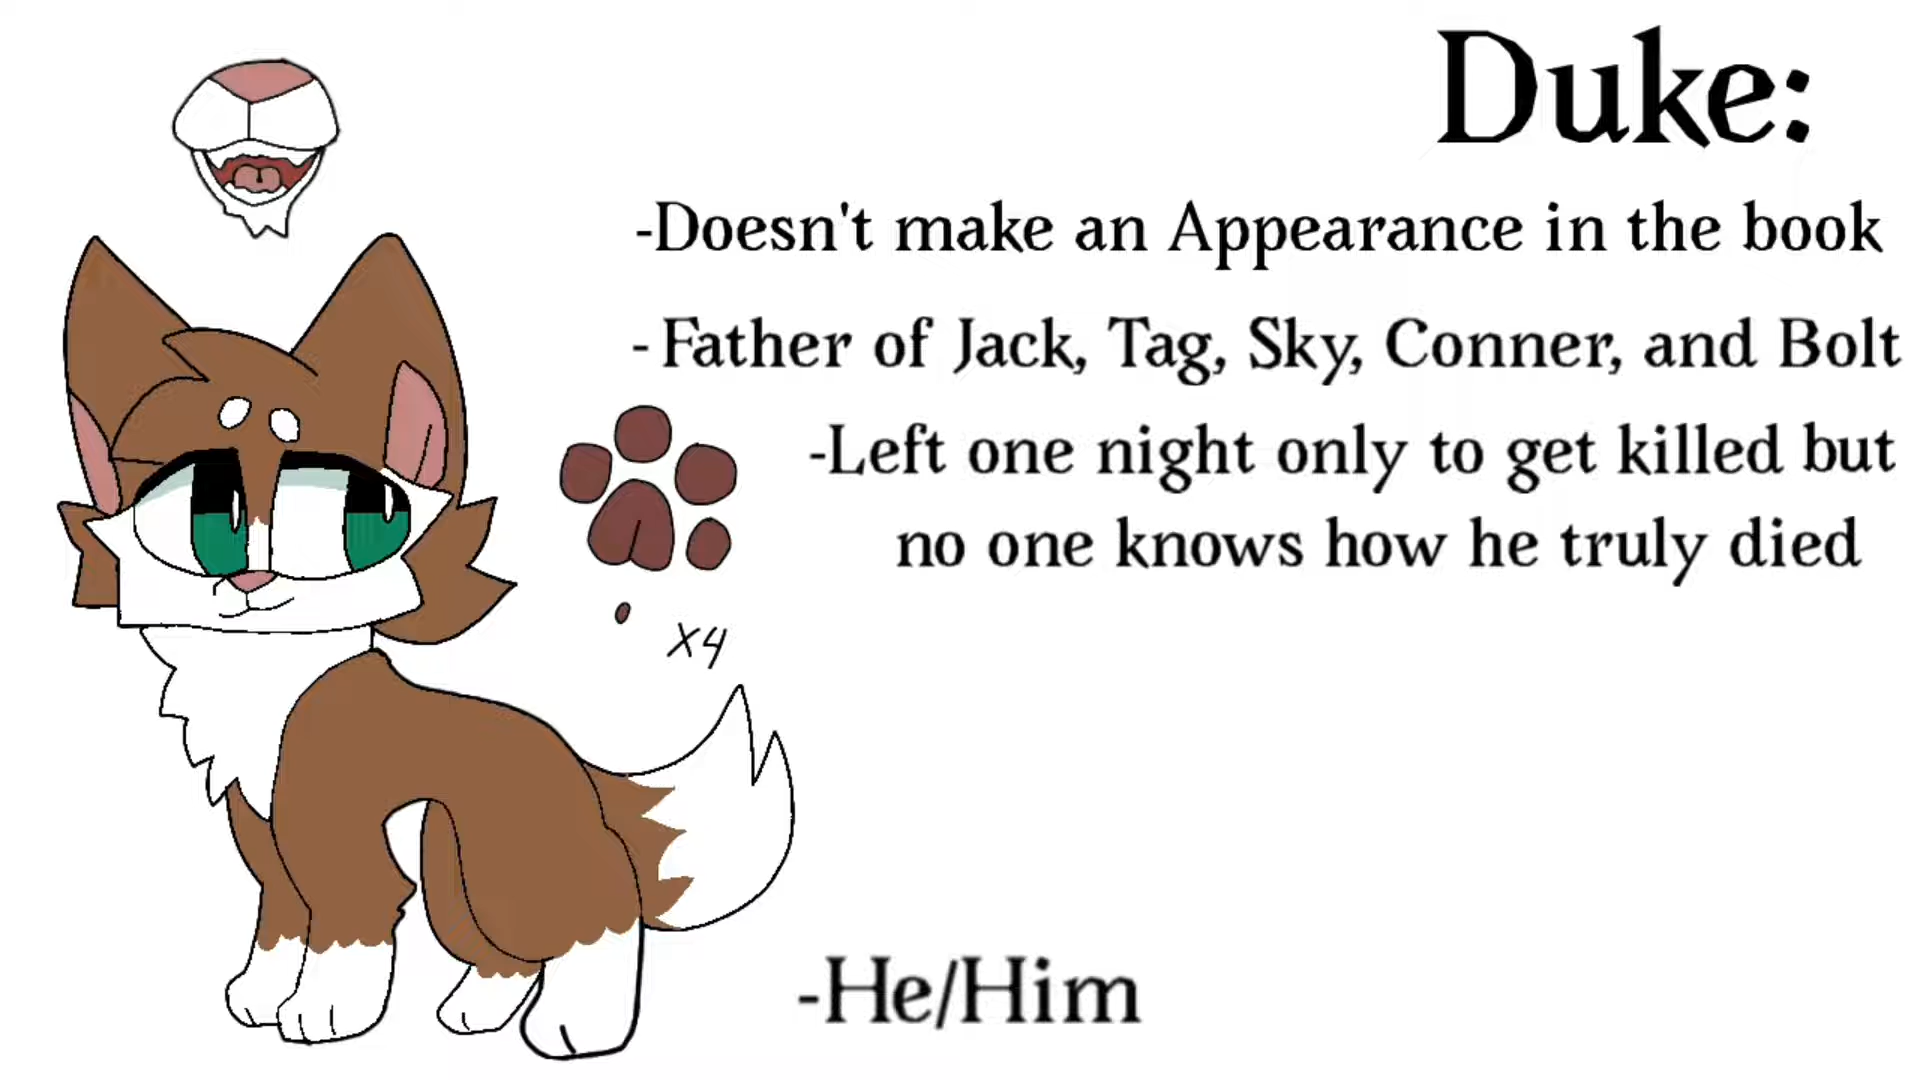 Duke:
-Doesn't make an Appearance in the book
- Father of Jack, Tag, Sky, Conner, and Bolt
-Left one night only to get killed but
no one knows how he truly died
x4
-He/Him